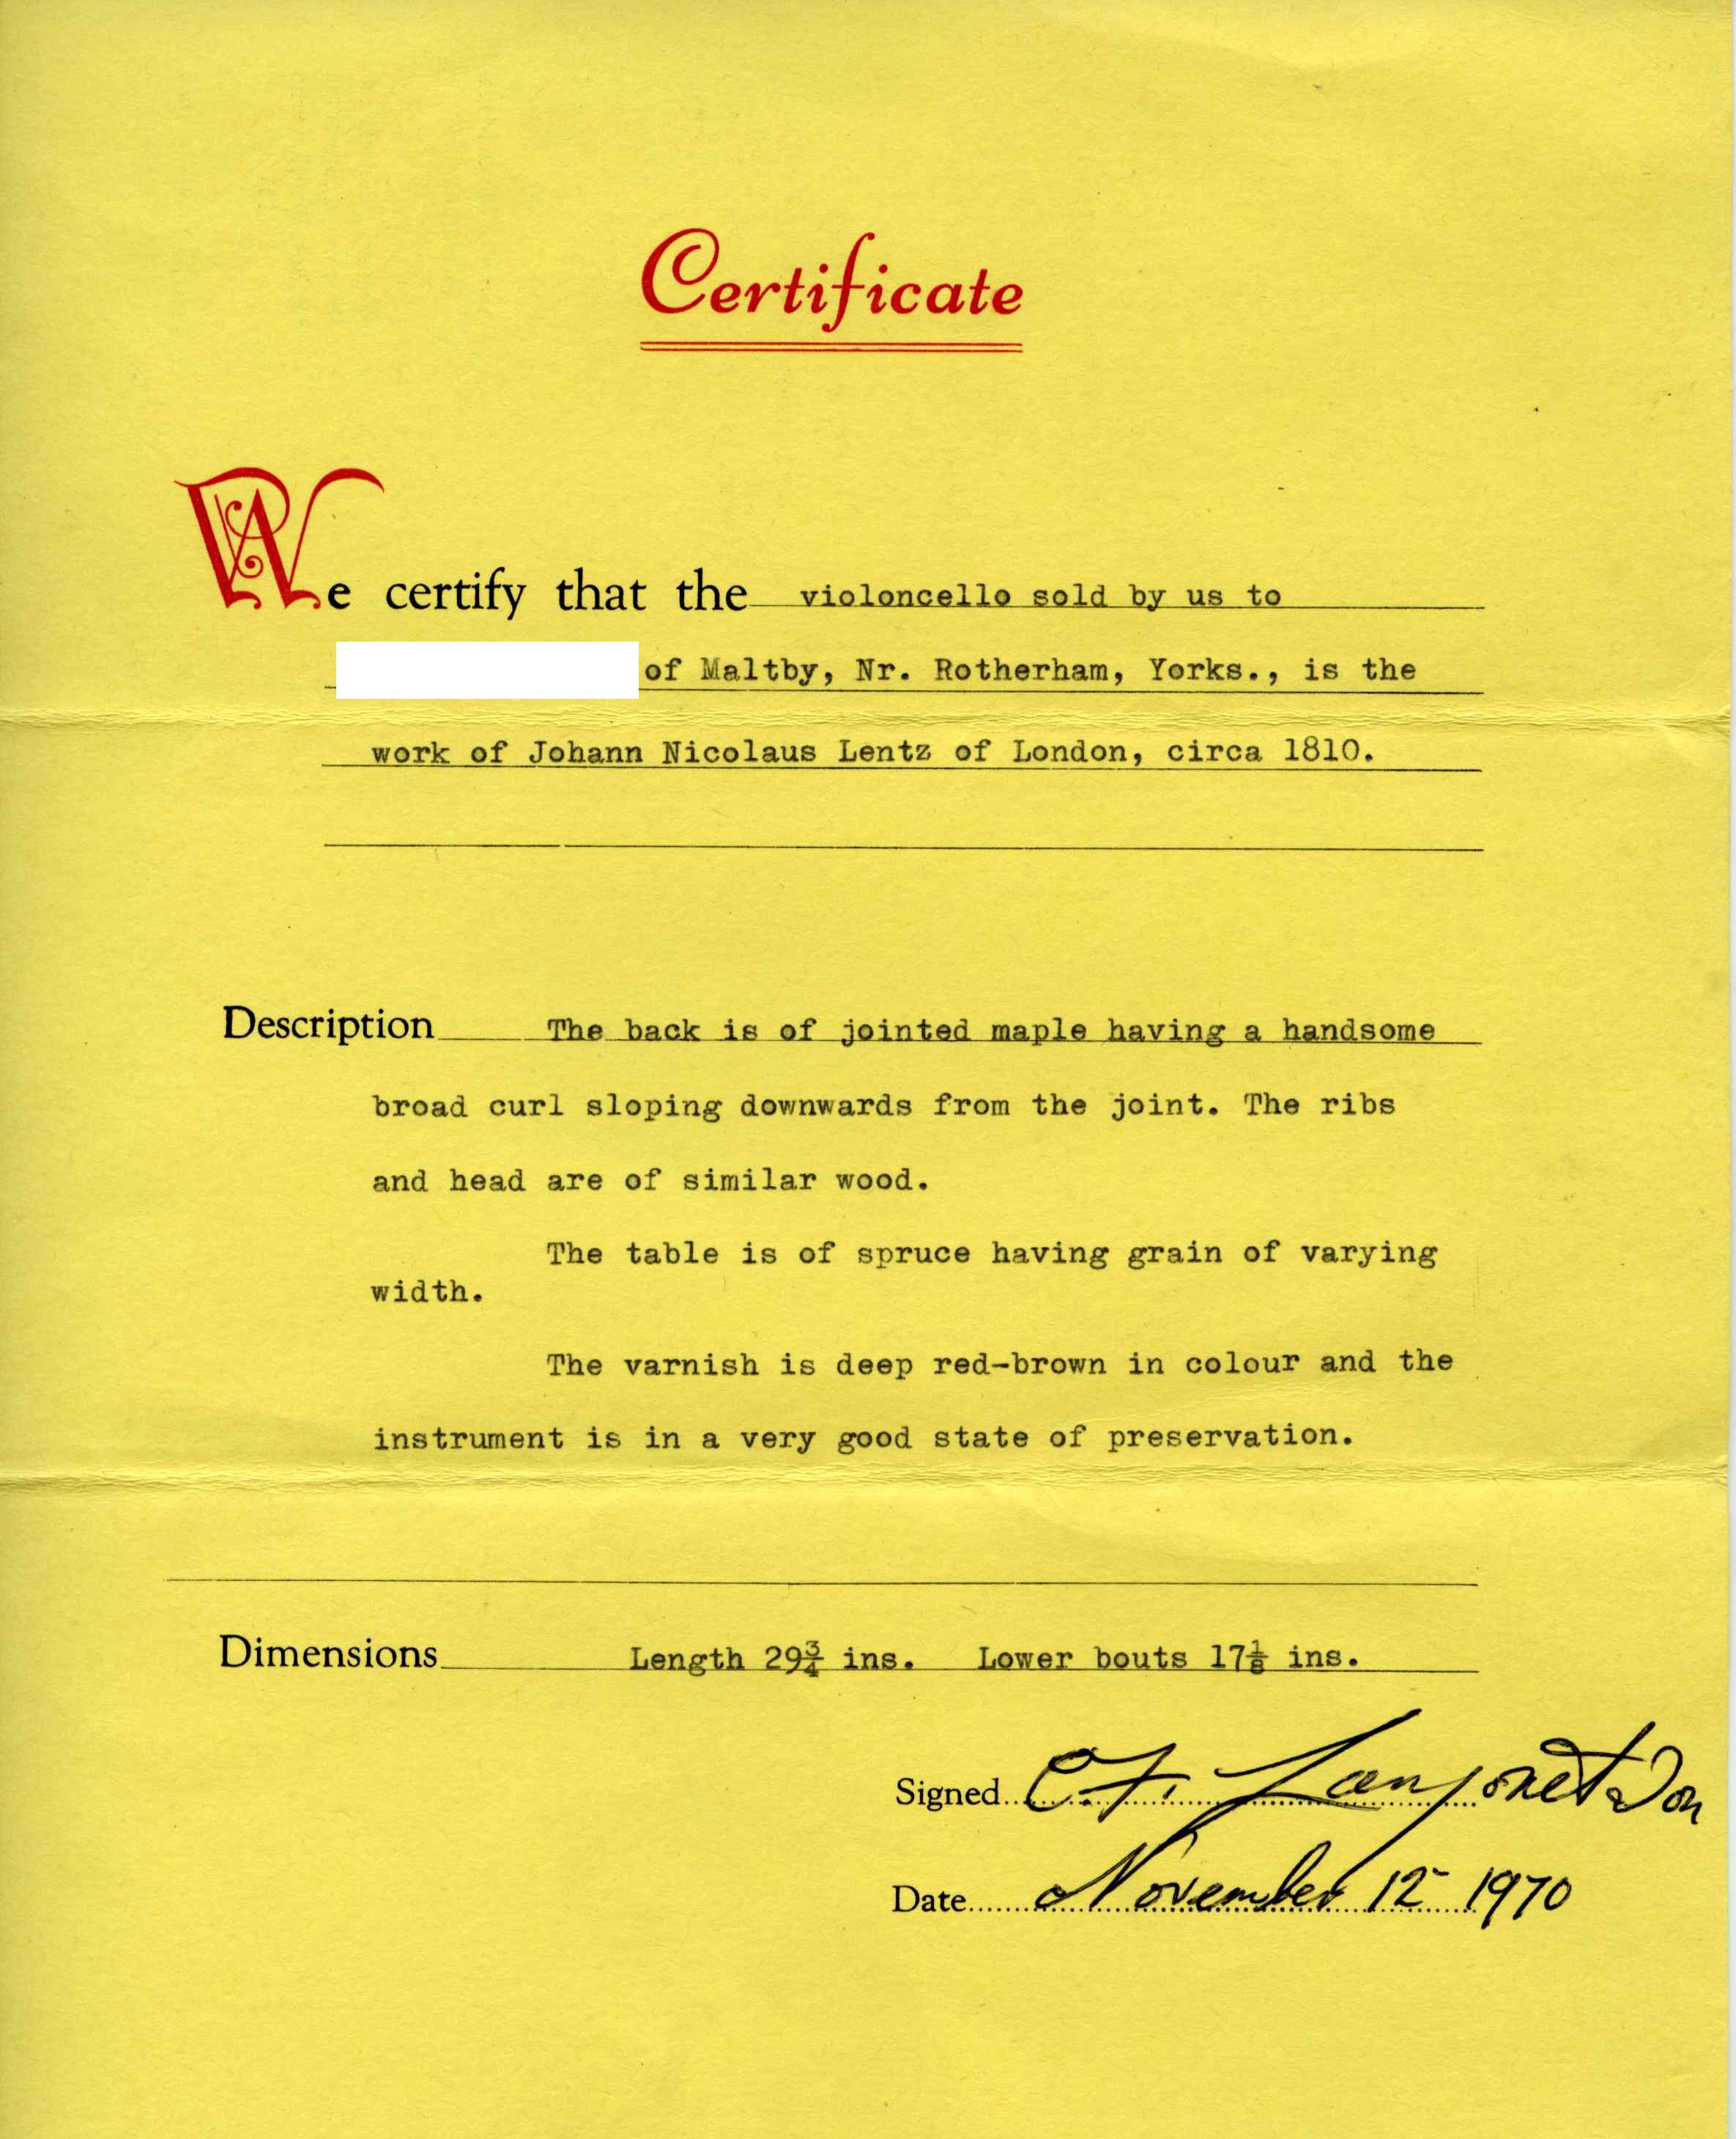 Certificate
We certify that the violoncello sold by us to
of Maltby, Nr. Rotherham, Yorks., is the
work of Johann Nicolaus Lentz of London, circa 1810.
Description The back is of jointed maple having a handsome
broad curl sloping downwards from the joint. The ribs
and head are of similar wood.
The table is of spruce having grain of varying
width.
The varnish is deep red-brown in colour and the
instrument is in a very good state of preservation.
Dimensions Length 29¾ ins. Lower bouts 17⅛ ins.
Signed
Date November 12 1970